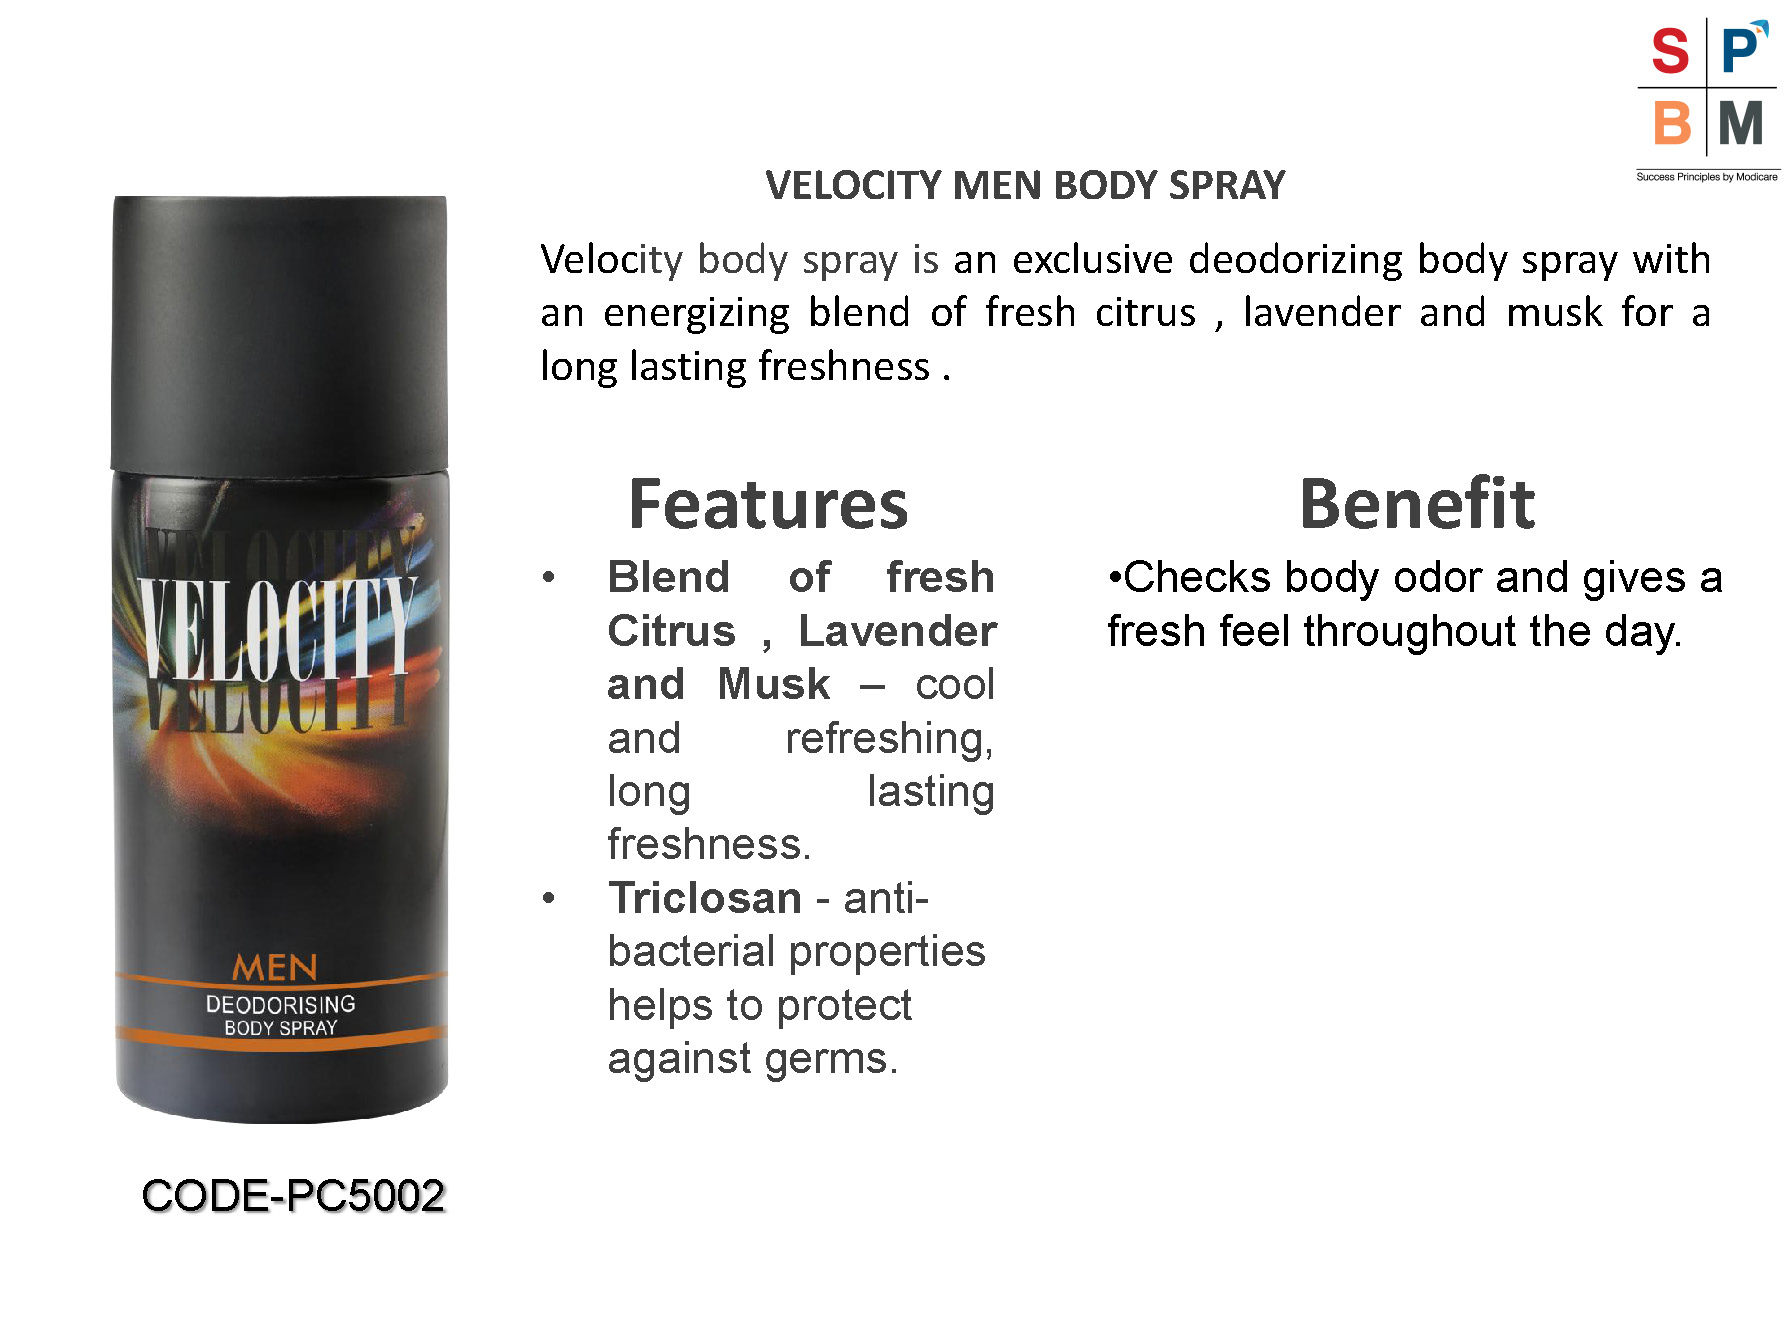 S P
B M
Success Principles by Modicare
VELOCITY MEN BODY SPRAY
Velocity body spray is an exclusive deodorizing body spray with
an energizing blend of fresh citrus , lavender and musk for a
long lasting freshness .
Features
• Blend of fresh
Citrus , Lavender
and Musk – cool
and refreshing,
long lasting
freshness.
• Triclosan - anti-
bacterial properties
helps to protect
against germs.
Benefit
•Checks body odor and gives a
fresh feel throughout the day.
VELOCITY
VELOCITY
VELOCITY
MEN
DEODORISING
BODY SPRAY
CODE-PC5002